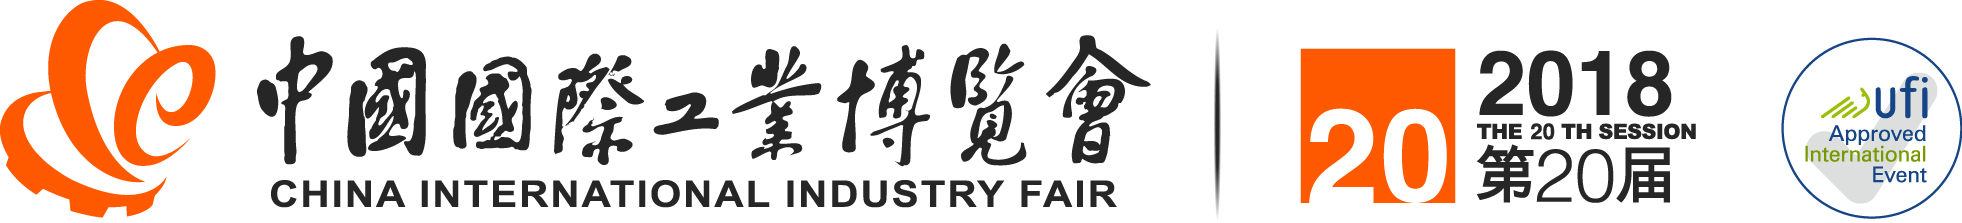 中國國際工業博覽會
CHINA INTERNATIONAL INDUSTRY FAIR
20
2018
THE 20 TH SESSION
第20届
ufi
Approved
International
Event